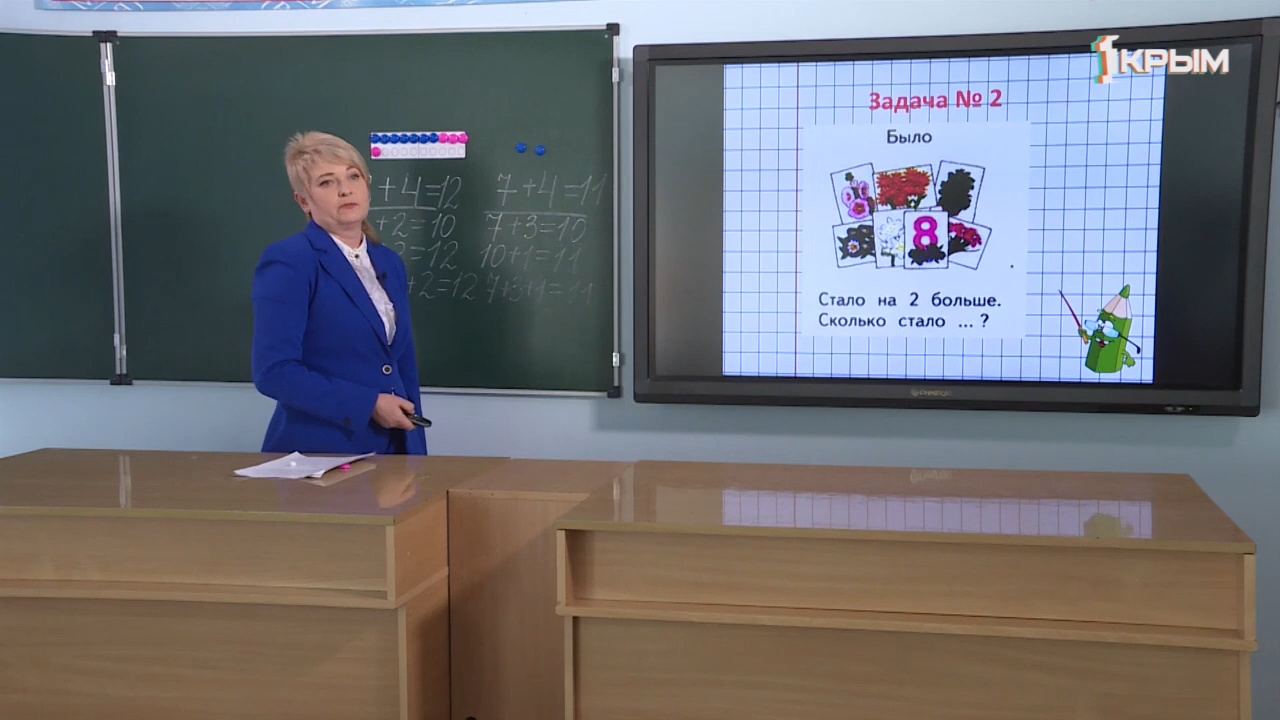 1КРЫМ
Задача № 2
Было
8
Стало на 2 больше.
Сколько стало ... ?
+4=12
+2=10
=12
+2=12
7+4=11
7+3=10
10+1=11
7+3+1=11